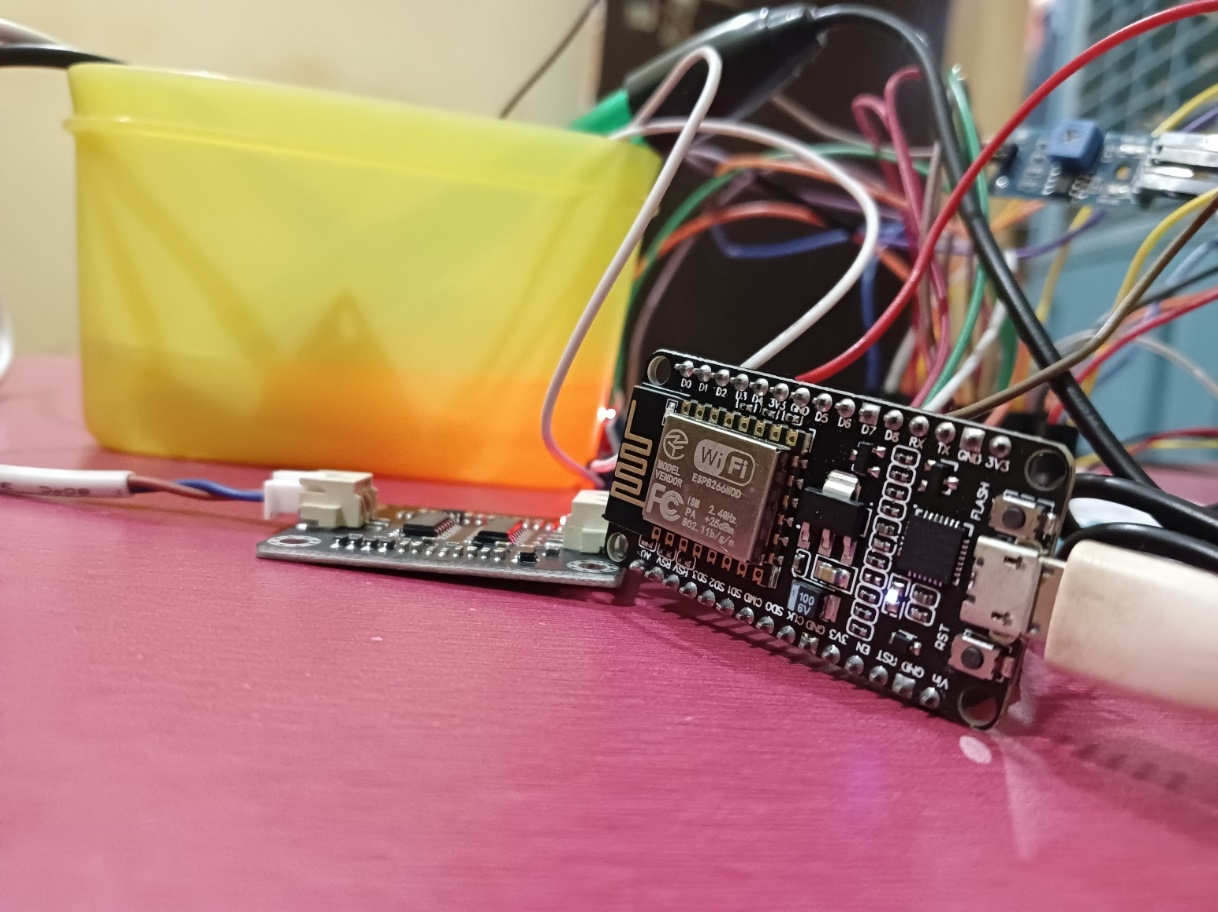 D0 D1 D2 D3 D4 3V3 GND D5 D6 D7 D8 RX TX GND 3V3
WiFi
MODEL
VENDOR
ESP8266MOD
FC
ISM 2.4GHz
PA +25dBm
802.11b/g/n
FLASH
100
6V
RST
A0 RSV RSV SD3 SD2 SD1 CMD SD0 CLK GND 3V3 EN RST GND Vin